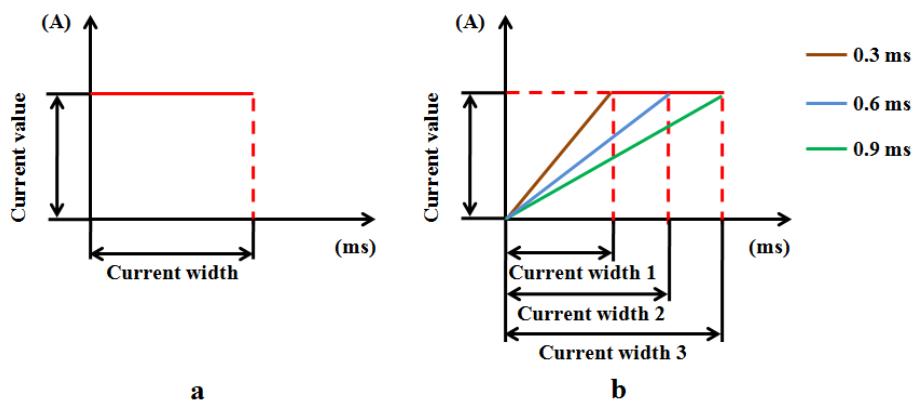 (A)
Current value
(ms)
Current width
a
(A)
Current value
(ms)
Current width 1
Current width 2
Current width 3
b
0.3 ms
0.6 ms
0.9 ms